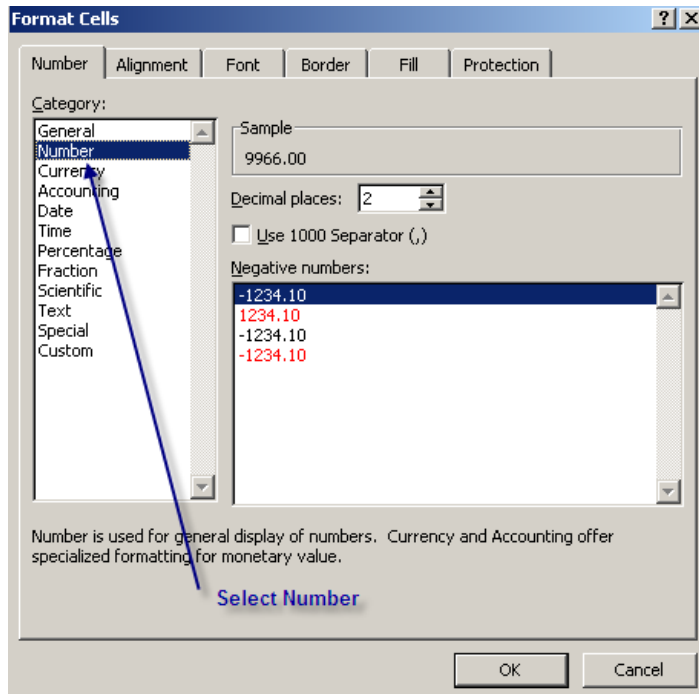 Format Cells
Number Alignment Font Border Fill Protection
Category:
General
Number
Currency
Accounting
Date
Time
Percentage
Fraction
Scientific
Text
Special
Custom
Sample
9966.00
Decimal places: 2
Use 1000 Separator (,)
Negative numbers:
-1234.10
1234.10
-1234.10
-1234.10
Number is used for general display of numbers. Currency and Accounting offer
specialized formatting for monetary value.
Select Number
OK Cancel